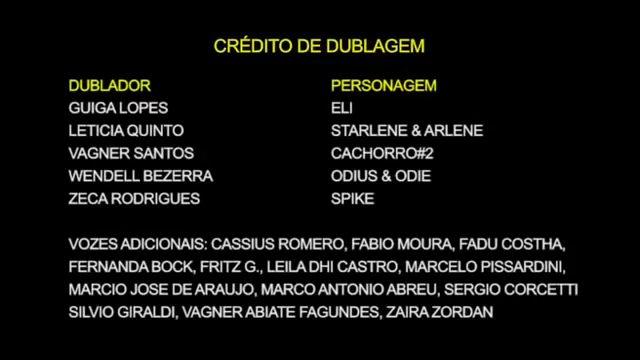 CRÉDITO DE DUBLAGEM
DUBLADOR PERSONAGEM
GUIGA LOPES ELI
LETICIA QUINTO STARLENE & ARLENE
VAGNER SANTOS CACHORRO#2
WENDELL BEZERRA ODIUS & ODIE
ZECA RODRIGUES SPIKE
VOZES ADICIONAIS: CASSIUS ROMERO, FABIO MOURA, FADU COSTHA,
FERNANDA BOCK, FRITZ G., LEILA DHI CASTRO, MARCELO PISSARDINI,
MARCIO JOSE DE ARAUJO, MARCO ANTONIO ABREU, SERGIO CORCETTI
SILVIO GIRALDI, VAGNER ABIATE FAGUNDES, ZAIRA ZORDAN